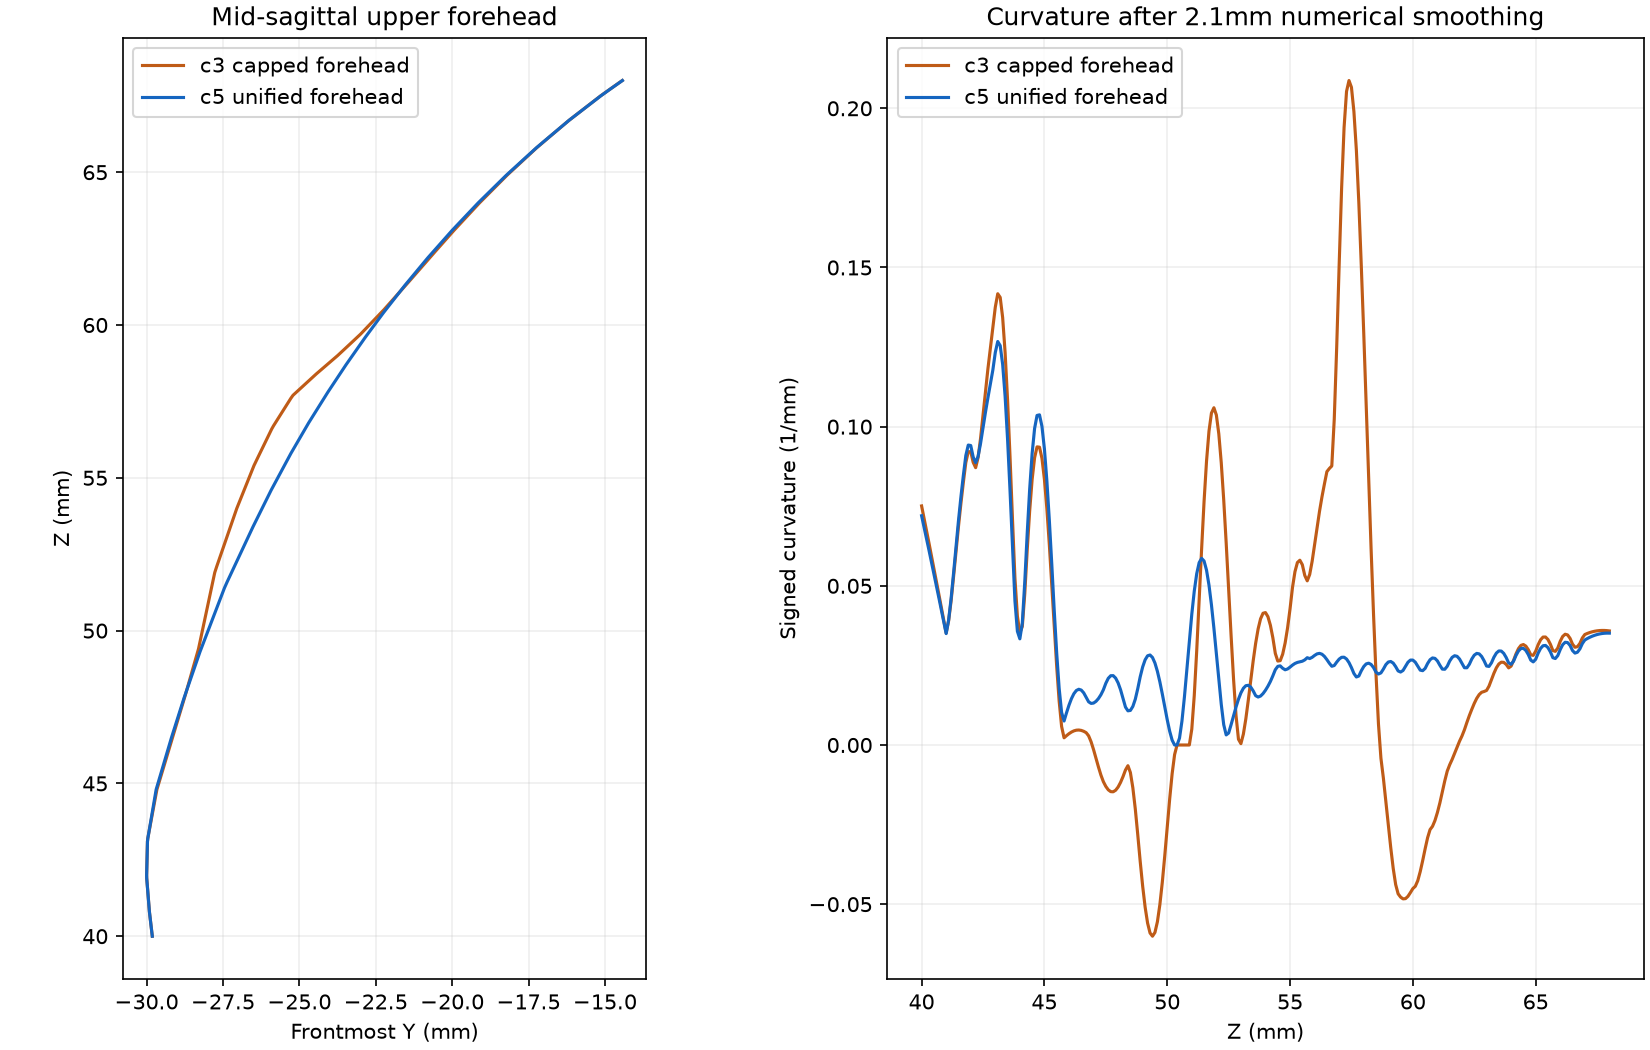 Mid-sagittal upper forehead
c3 capped forehead
c5 unified forehead
65
60
55
50
45
40
Z (mm)
−30.0 −27.5 −25.0 −22.5 −20.0 −17.5 −15.0
Frontmost Y (mm)
Curvature after 2.1mm numerical smoothing
c3 capped forehead
c5 unified forehead
0.20
0.15
0.10
0.05
0.00
−0.05
Signed curvature (1/mm)
40 45 50 55 60 65
Z (mm)